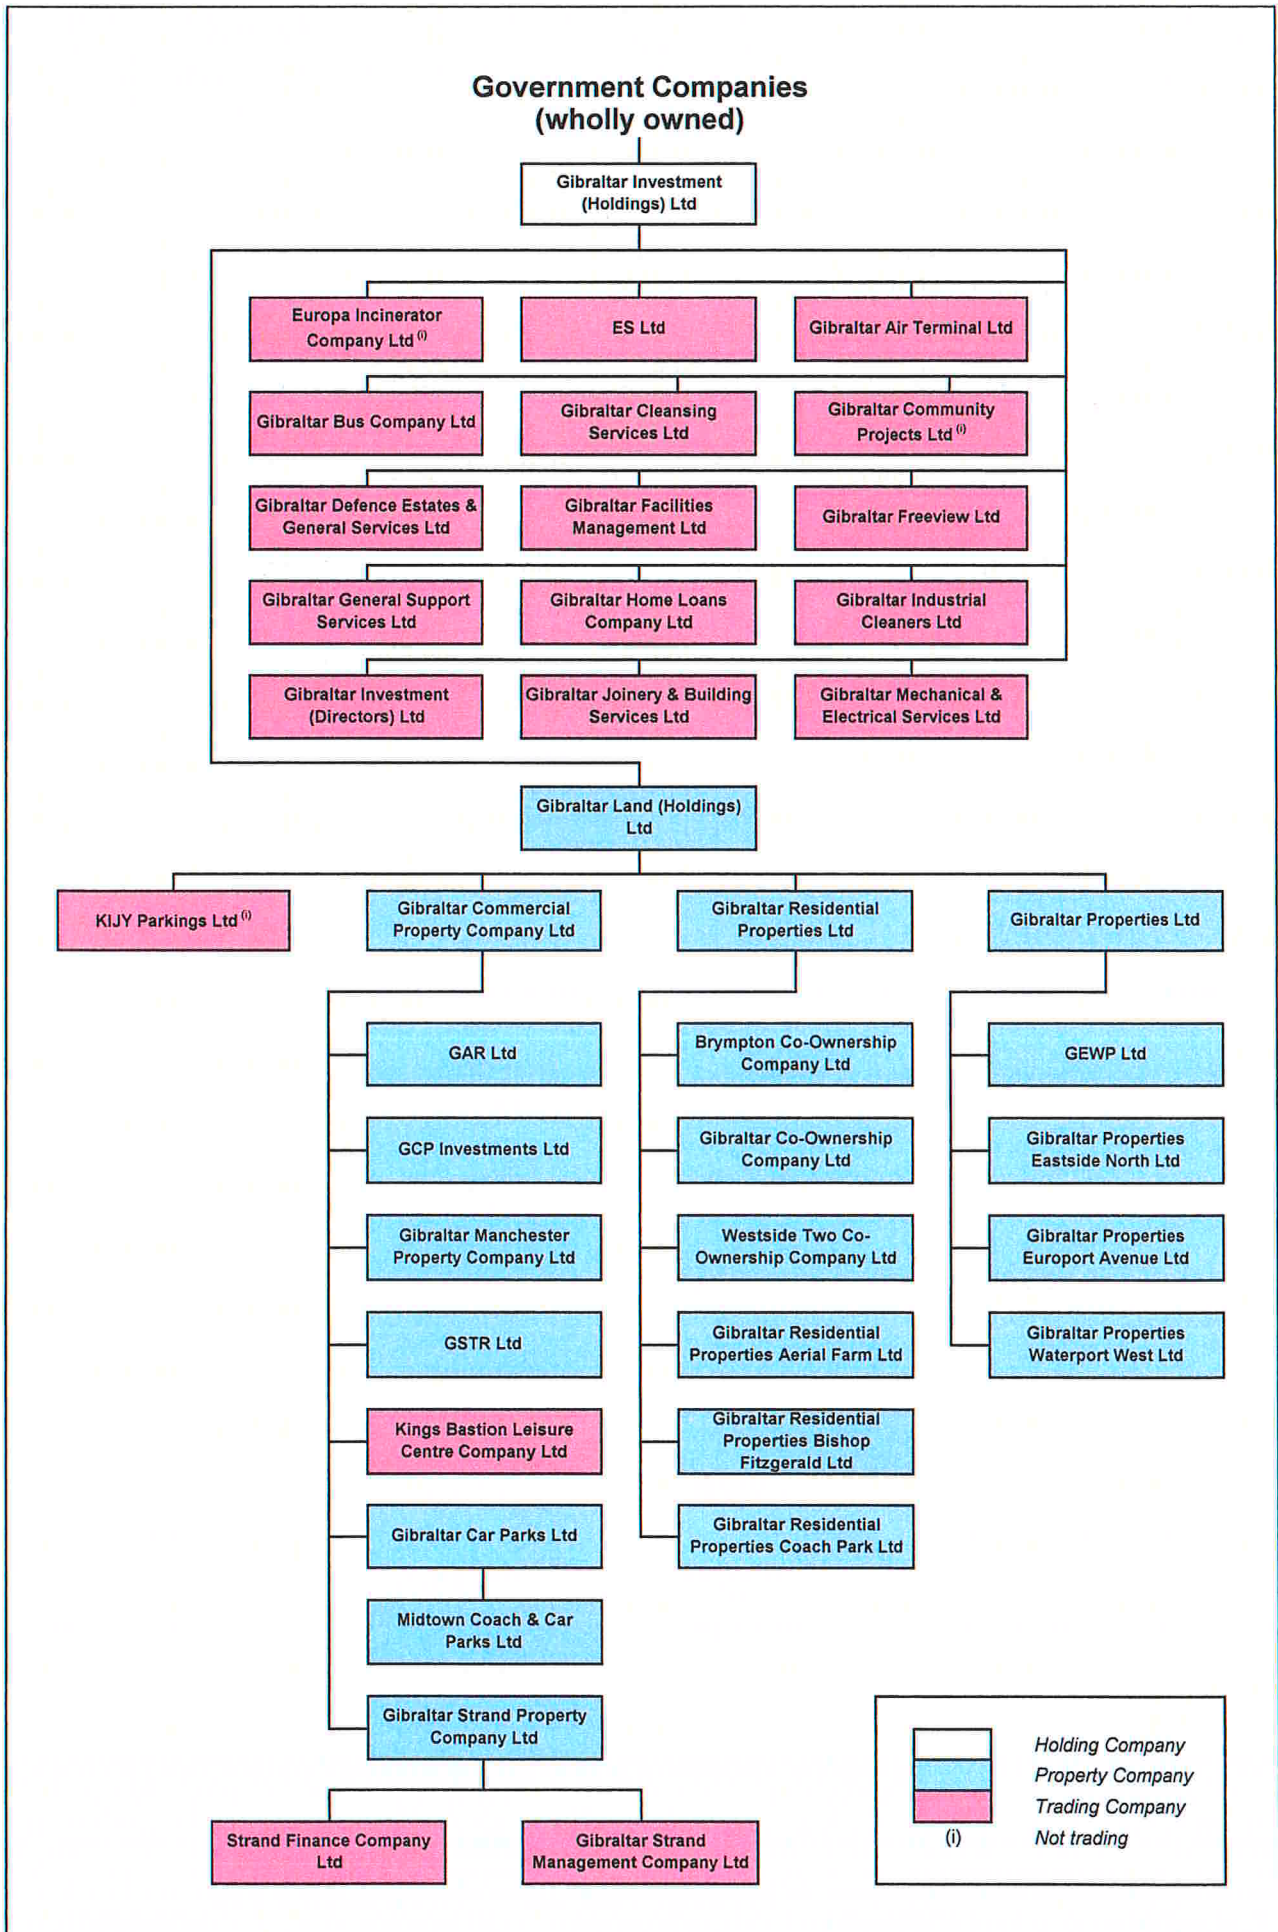 Government Companies
(wholly owned)
Gibraltar Investment
(Holdings) Ltd
Europa Incinerator
Company Ltd (i)
ES Ltd
Gibraltar Air Terminal Ltd
Gibraltar Bus Company Ltd
Gibraltar Cleansing
Services Ltd
Gibraltar Community
Projects Ltd (i)
Gibraltar Defence Estates &
General Services Ltd
Gibraltar Facilities
Management Ltd
Gibraltar Freeview Ltd
Gibraltar General Support
Services Ltd
Gibraltar Home Loans
Company Ltd
Gibraltar Industrial
Cleaners Ltd
Gibraltar Investment
(Directors) Ltd
Gibraltar Joinery & Building
Services Ltd
Gibraltar Mechanical &
Electrical Services Ltd
Gibraltar Land (Holdings)
Ltd
KIJY Parkings Ltd (i)
Gibraltar Commercial
Property Company Ltd
Gibraltar Residential
Properties Ltd
Gibraltar Properties Ltd
GAR Ltd
GCP Investments Ltd
Gibraltar Manchester
Property Company Ltd
GSTR Ltd
Kings Bastion Leisure
Centre Company Ltd
Gibraltar Car Parks Ltd
Midtown Coach & Car
Parks Ltd
Gibraltar Strand Property
Company Ltd
Strand Finance Company
Ltd
Gibraltar Strand
Management Company Ltd
Brympton Co-Ownership
Company Ltd
Gibraltar Co-Ownership
Company Ltd
Westside Two Co-
Ownership Company Ltd
Gibraltar Residential
Properties Aerial Farm Ltd
Gibraltar Residential
Properties Bishop
Fitzgerald Ltd
Gibraltar Residential
Properties Coach Park Ltd
GEWP Ltd
Gibraltar Properties
Eastside North Ltd
Gibraltar Properties
Europort Avenue Ltd
Gibraltar Properties
Waterport West Ltd
Holding Company
Property Company
Trading Company
(i) Not trading